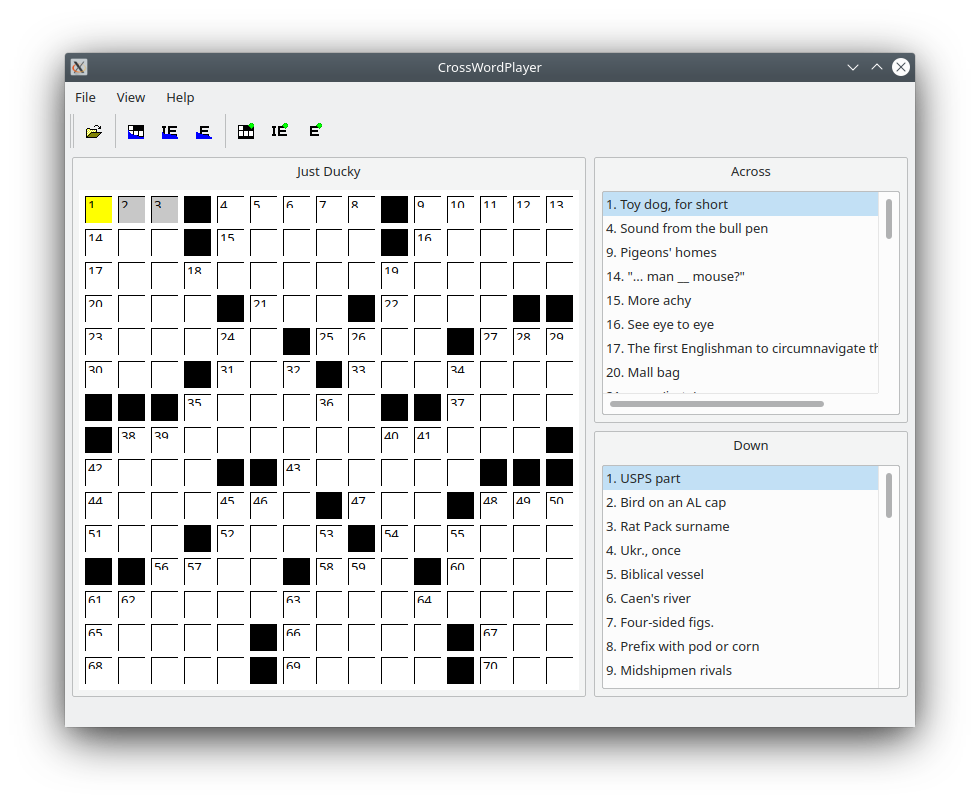 CrossWordPlayer
File View Help
Just Ducky
1 2 3 4 5 6 7 8 9 10 11 12 13
14 15 16
17 18 19
20 21 22
23 24 25 26 27 28 29
30 31 32 33 34
35 36 37
38 39 40 41
42 43
44 45 46 47 48 49 50
51 52 53 54 55
56 57 58 59 60
61 62 63 64
65 66 67
68 69 70
Across
1. Toy dog, for short
4. Sound from the bull pen
9. Pigeons' homes
14. "... man __ mouse?"
15. More achy
16. See eye to eye
17. The first Englishman to circumnavigate
20. Mall bag
Down
1. USPS part
2. Bird on an AL cap
3. Rat Pack surname
4. Ukr., once
5. Biblical vessel
6. Caen's river
7. Four-sided figs.
8. Prefix with pod or corn
9. Midshipmen rivals